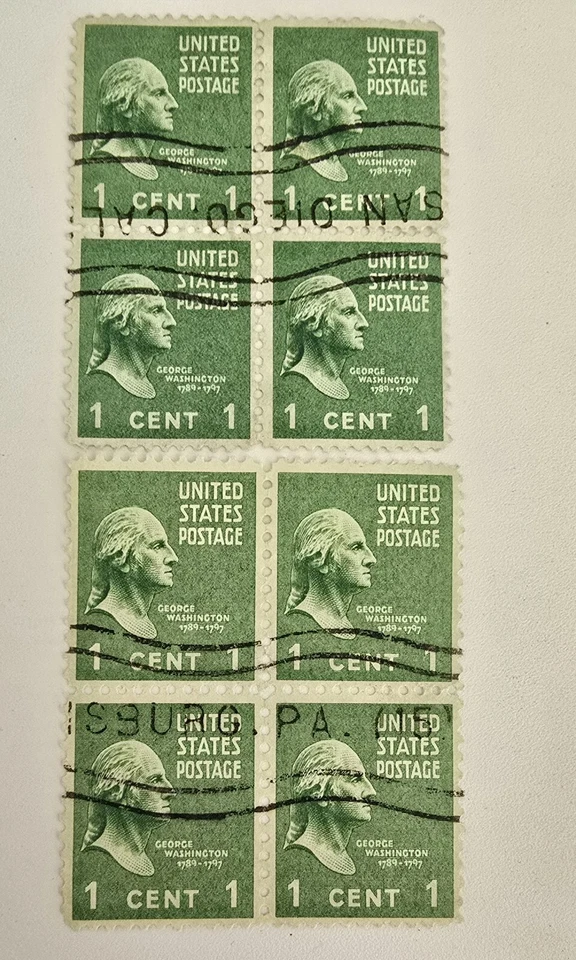 UNITED
STATES
POSTAGE
GEORGE
WASHINGTON
1789-1797
1 CENT 1
UNITED
STATES
POSTAGE
GEORGE
WASHINGTON
1789-1797
1 CENT 1
SAN DIEGO, CAL
UNITED
STATES
POSTAGE
GEORGE
WASHINGTON
1789-1797
1 CENT 1
UNITED
STATES
POSTAGE
GEORGE
WASHINGTON
1789-1797
1 CENT 1
UNITED
STATES
POSTAGE
GEORGE
WASHINGTON
1789-1797
1 CENT 1
UNITED
STATES
POSTAGE
GEORGE
WASHINGTON
1789-1797
1 CENT 1
SBURG, PA. (15
UNITED
STATES
POSTAGE
GEORGE
WASHINGTON
1789-1797
1 CENT 1
UNITED
STATES
POSTAGE
GEORGE
WASHINGTON
1789-1797
1 CENT 1